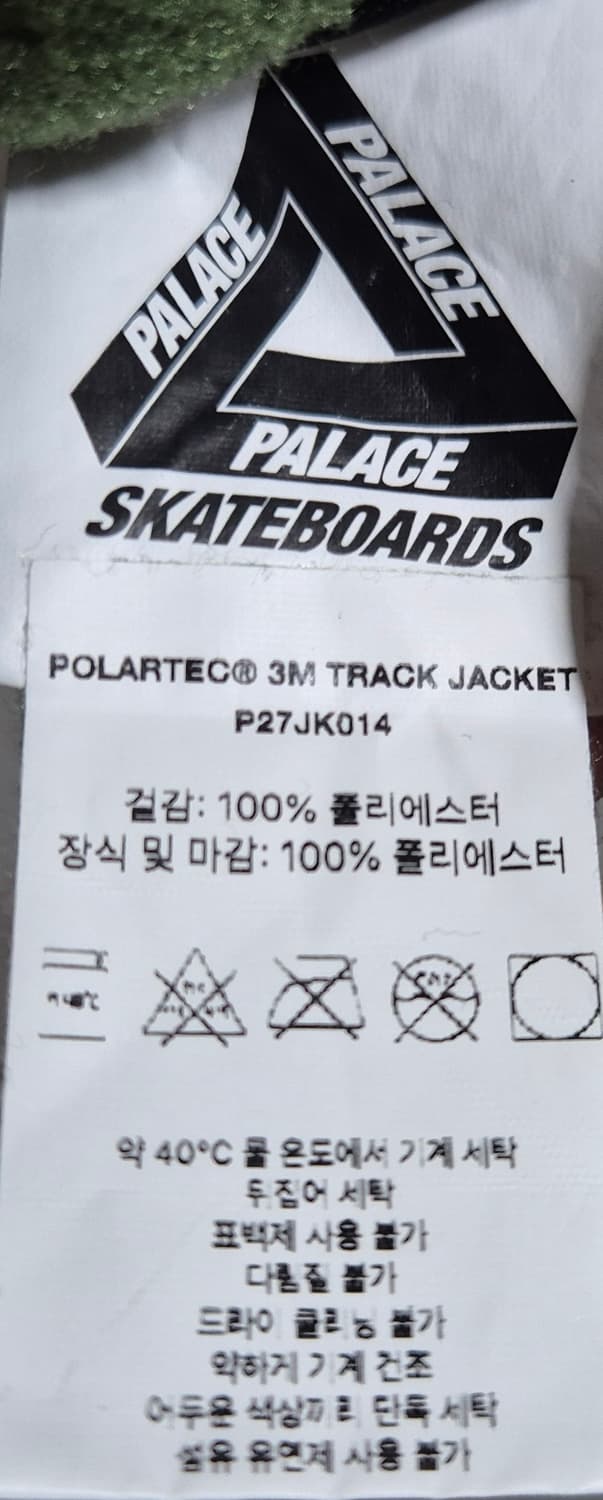 PALACE
PALACE
PALACE
SKATEBOARDS
POLARTEC® 3M TRACK JACKET
P27JK014
겉감: 100% 폴리에스터
장식 및 마감: 100% 폴리에스터
약 40°C 물 온도에서 기계 세탁
뒤집어 세탁
표백제 사용 불가
다림질 불가
드라이 클리닝 불가
약하게 기계 건조
어두운 색상끼리 단독 세탁
섬유 유연제 사용 불가